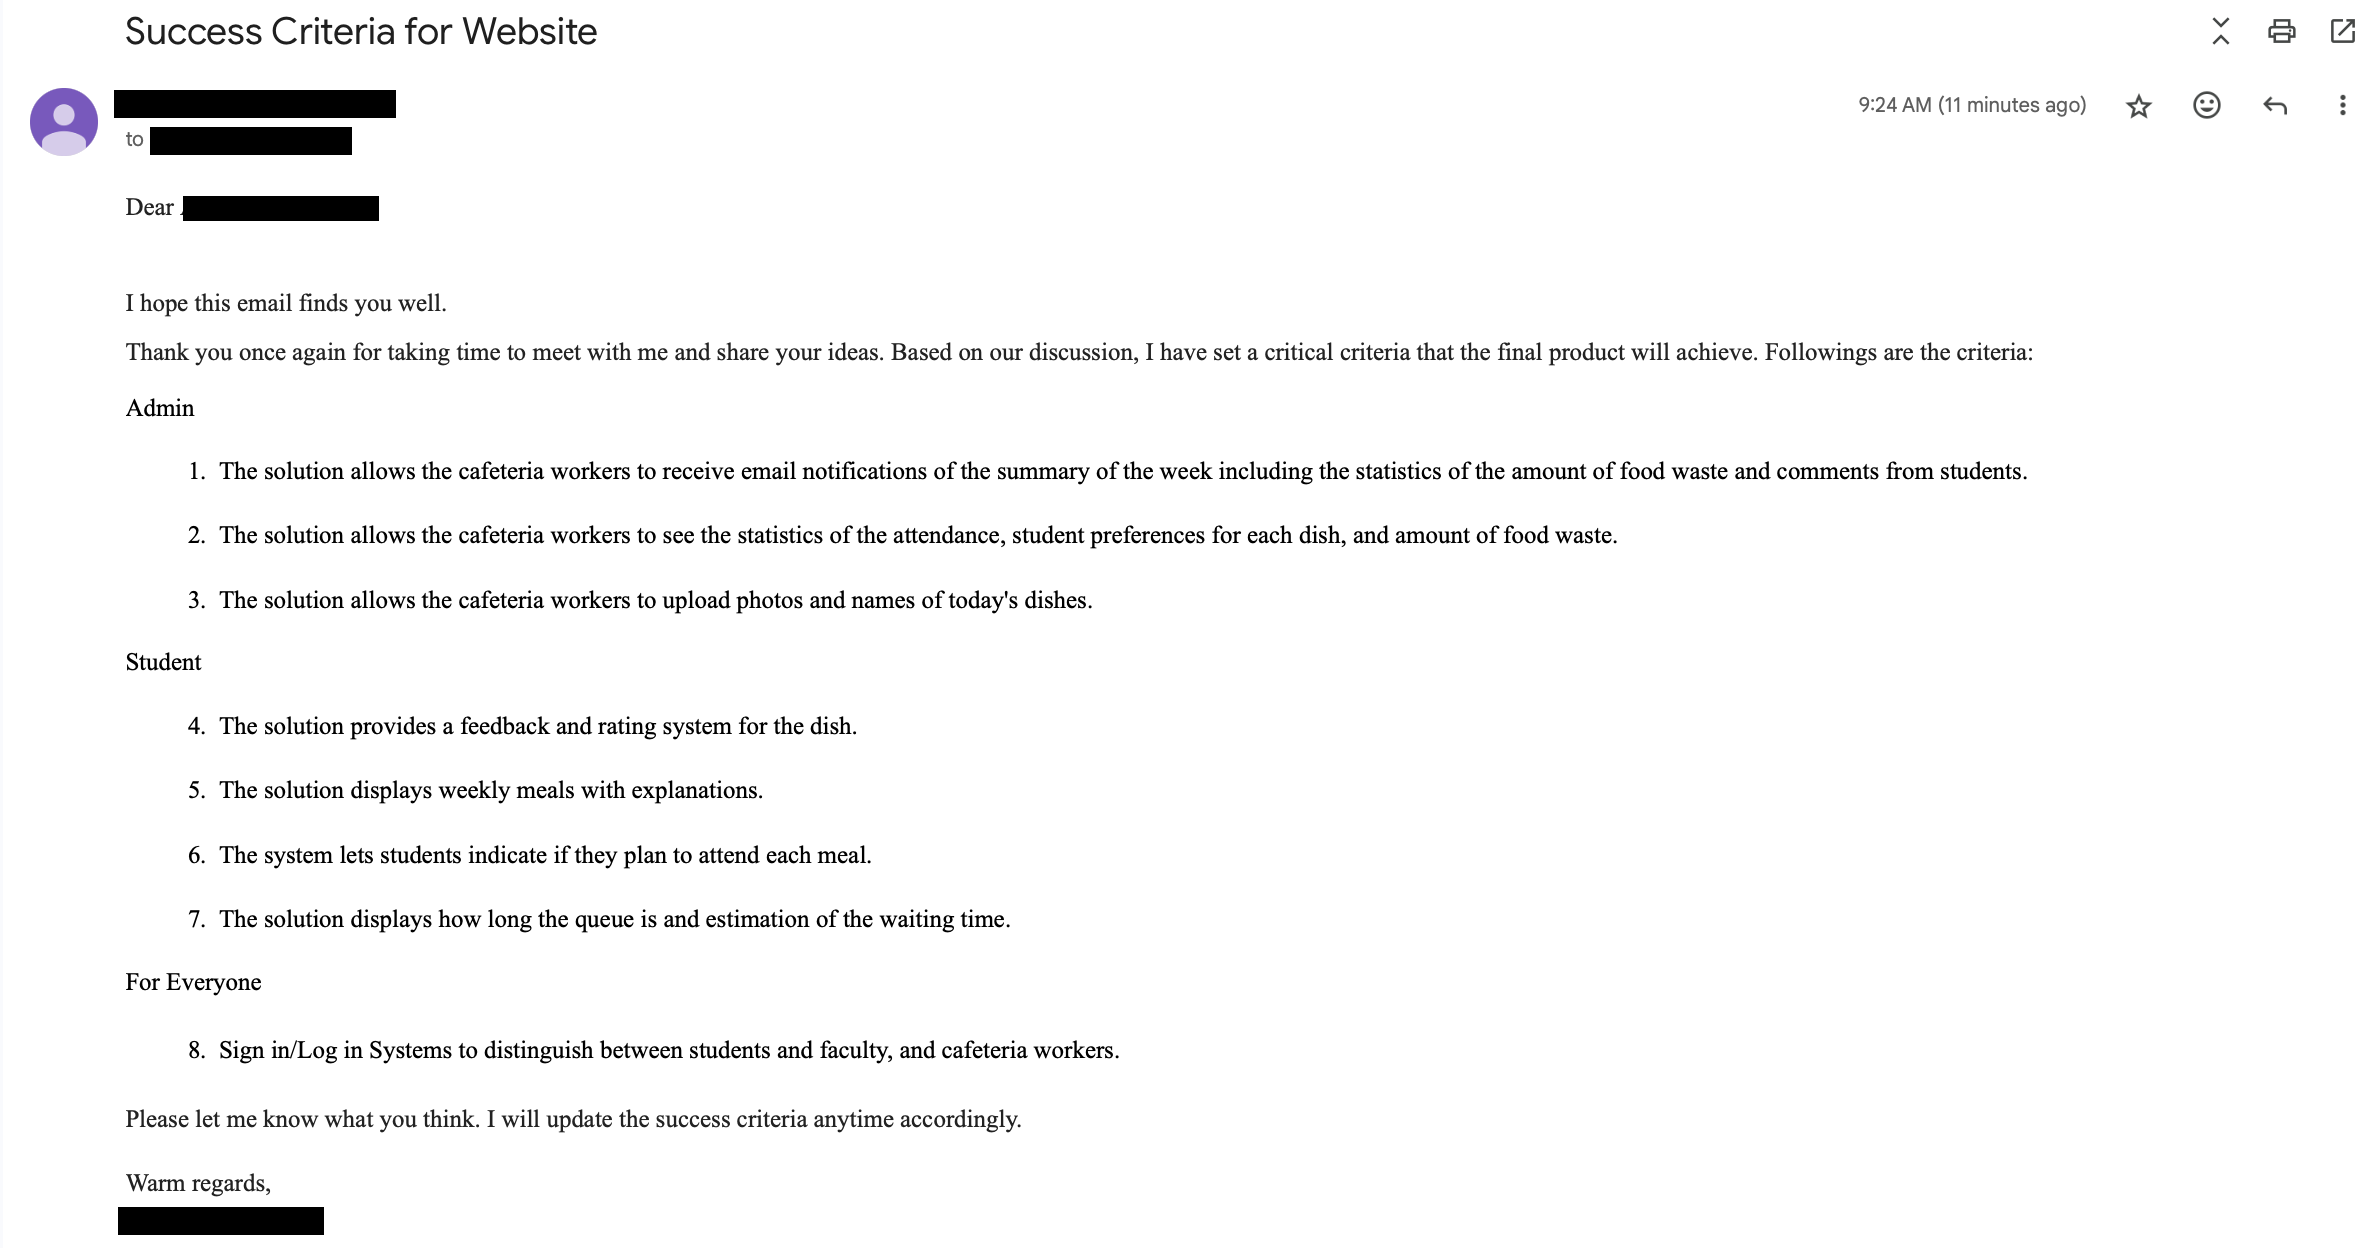 Success Criteria for Website
9:24 AM (11 minutes ago)
to
Dear
I hope this email finds you well.
Thank you once again for taking time to meet with me and share your ideas. Based on our discussion, I have set a critical criteria that the final product will achieve. Followings are the criteria:
Admin
1. The solution allows the cafeteria workers to receive email notifications of the summary of the week including the statistics of the amount of food waste and comments from students.
2. The solution allows the cafeteria workers to see the statistics of the attendance, student preferences for each dish, and amount of food waste.
3. The solution allows the cafeteria workers to upload photos and names of today's dishes.
Student
4. The solution provides a feedback and rating system for the dish.
5. The solution displays weekly meals with explanations.
6. The system lets students indicate if they plan to attend each meal.
7. The solution displays how long the queue is and estimation of the waiting time.
For Everyone
8. Sign in/Log in Systems to distinguish between students and faculty, and cafeteria workers.
Please let me know what you think. I will update the success criteria anytime accordingly.
Warm regards,